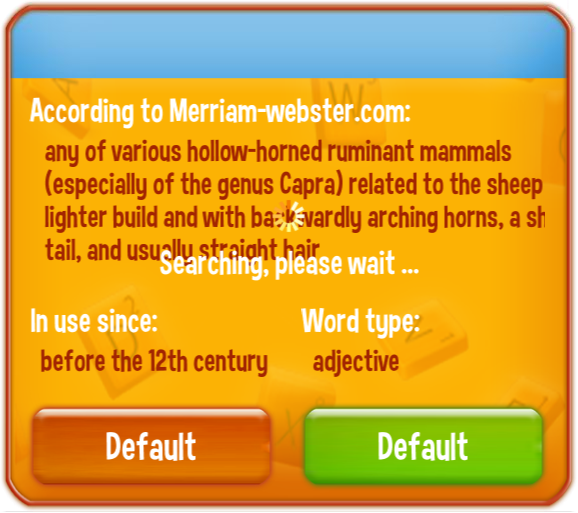 According to Merriam-webster.com:
any of various hollow-horned ruminant mammals
(especially of the genus Capra) related to the sheep
lighter build and with backwardly arching horns, a sh
tail, and usually straight hair
Searching, please wait ...
In use since:
Word type:
before the 12th century
adjective
Default
Default